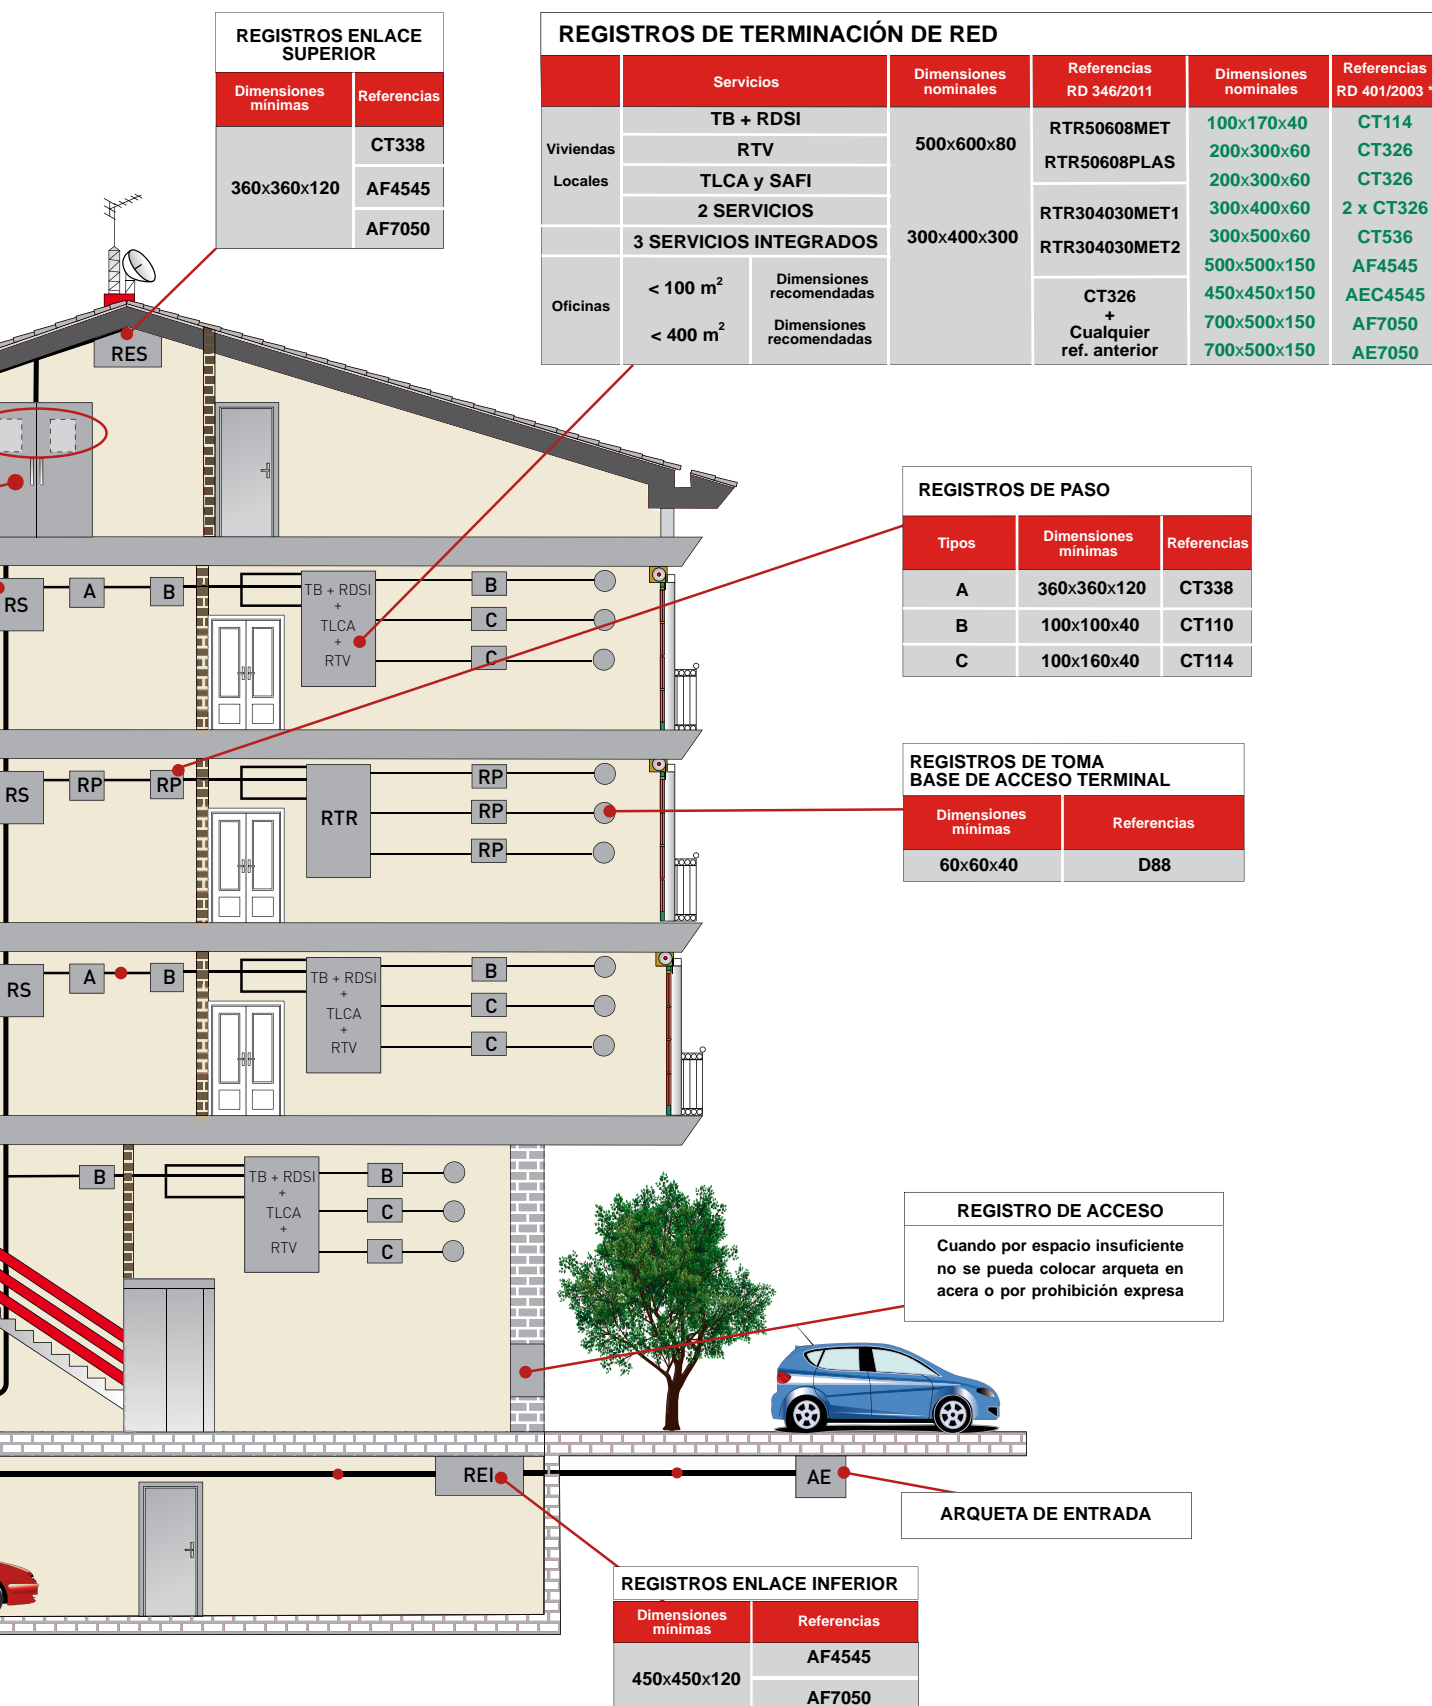 REGISTROS ENLACE
SUPERIOR
Dimensiones
mínimas
Referencias
360x360x120
CT338
AF4545
AF7050
REGISTROS DE TERMINACIÓN DE RED
Servicios
Dimensiones
nominales
Referencias
RD 346/2011
Dimensiones
nominales
Referencias
RD 401/2003 *
Viviendas
Locales
TB + RDSI
RTV
TLCA y SAFI
2 SERVICIOS
3 SERVICIOS INTEGRADOS
Oficinas
< 100 m²
Dimensiones
recomendadas
< 400 m²
Dimensiones
recomendadas
500x600x80
300x400x300
RTR50608MET
RTR50608PLAS
RTR304030MET1
RTR304030MET2
CT326
+
Cualquier
ref. anterior
100x170x40 CT114
200x300x60 CT326
200x300x60 CT326
300x400x60 2 x CT326
300x500x60 CT536
500x500x150 AF4545
450x450x150 AEC4545
700x500x150 AF7050
700x500x150 AE7050
RES
REGISTROS DE PASO
Tipos
Dimensiones
mínimas
Referencias
A 360x360x120 CT338
B 100x100x40 CT110
C 100x160x40 CT114
RS
A
B
TB + RDSI
+
TLCA
+
RTV
B
C
C
REGISTROS DE TOMA
BASE DE ACCESO TERMINAL
Dimensiones
mínimas
Referencias
60x60x40 D88
RS
RP
RP
RTR
RP
RP
RP
RS
A
B
TB + RDSI
+
TLCA
+
RTV
B
C
C
B
TB + RDSI
+
TLCA
+
RTV
B
C
C
REGISTRO DE ACCESO
Cuando por espacio insuficiente
no se pueda colocar arqueta en
acera o por prohibición expresa
REI
AE
ARQUETA DE ENTRADA
REGISTROS ENLACE INFERIOR
Dimensiones
mínimas
Referencias
450x450x120
AF4545
AF7050